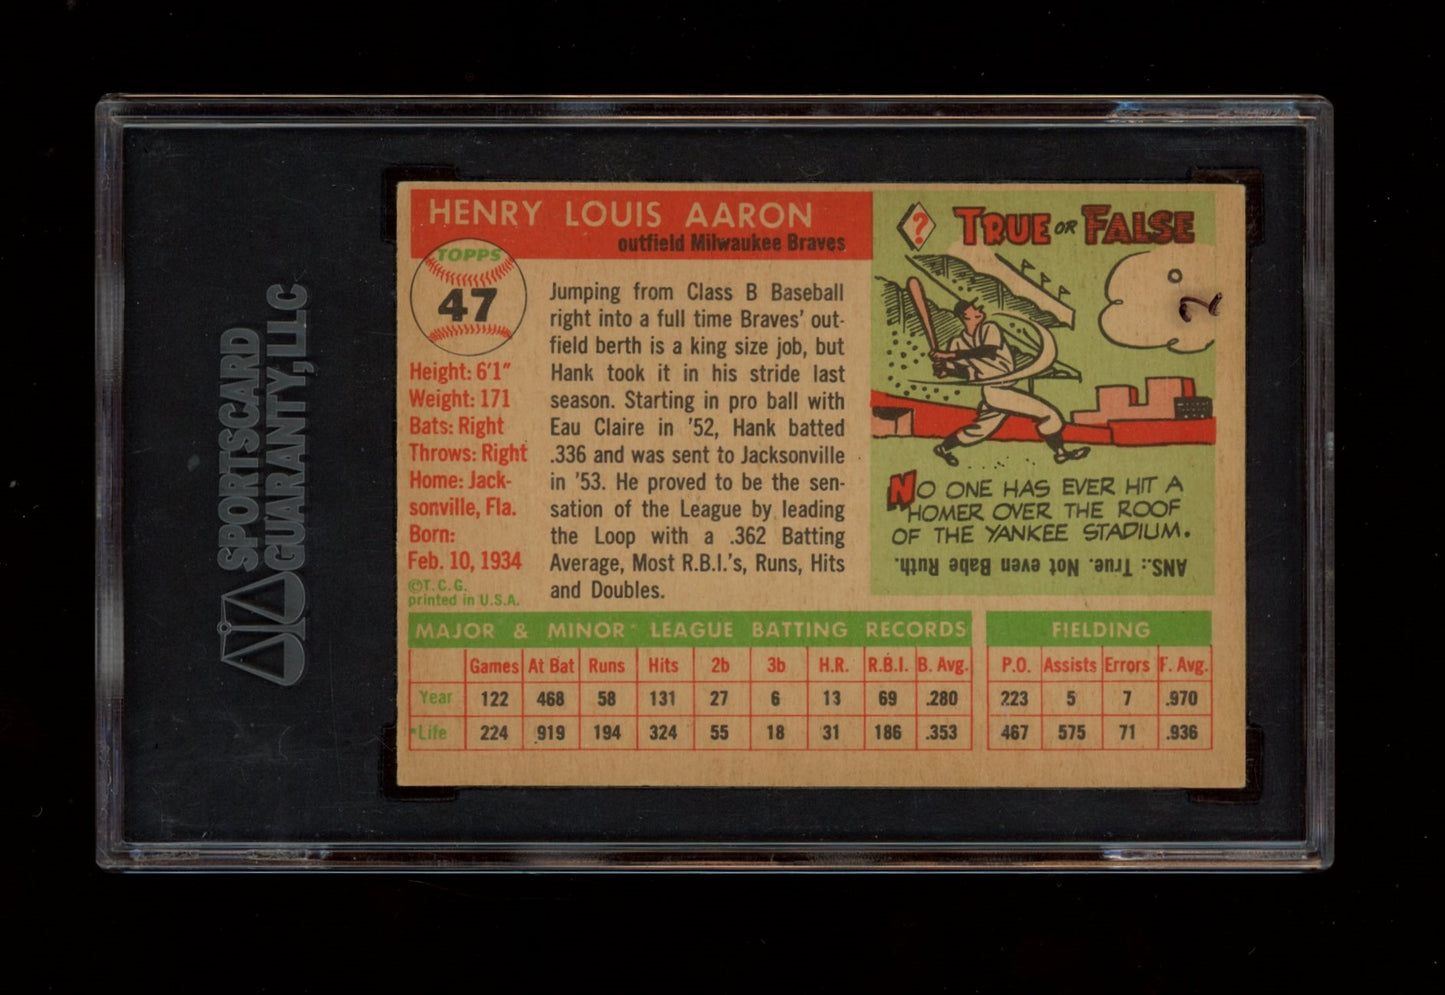 SPORTSCARD
GUARANTY, LLC
HENRY LOUIS AARON
outfield Milwaukee Braves
TOPPS
47
Height: 6'1"
Weight: 171
Bats: Right
Throws: Right
Home: Jack-
sonville, Fla.
Born:
Feb. 10, 1934
©T. C. G.
printed in U.S.A.
Jumping from Class B Baseball
right into a full time Braves' out-
field berth is a king size job, but
Hank took it in his stride last
season. Starting in pro ball with
Eau Claire in '52, Hank batted
.336 and was sent to Jacksonville
in '53. He proved to be the sen-
sation of the League by leading
the Loop with a .362 Batting
Average, Most R.B.I.'s, Runs, Hits
and Doubles.
? TRUE OR FALSE
2
NO ONE HAS EVER HIT A
HOMER OVER THE ROOF
OF THE YANKEE STADIUM.
ANS.: True. Not even Babe Ruth.
MAJOR & MINOR LEAGUE BATTING RECORDS
Games At Bat Runs Hits 2b 3b H.R. R.B.I. B. Avg.
Year 122 468 58 131 27 6 13 69 .280
*Life 224 919 194 324 55 18 31 186 .353
FIELDING
P.O. Assists Errors F. Avg.
223 5 7 .970
467 575 71 .936